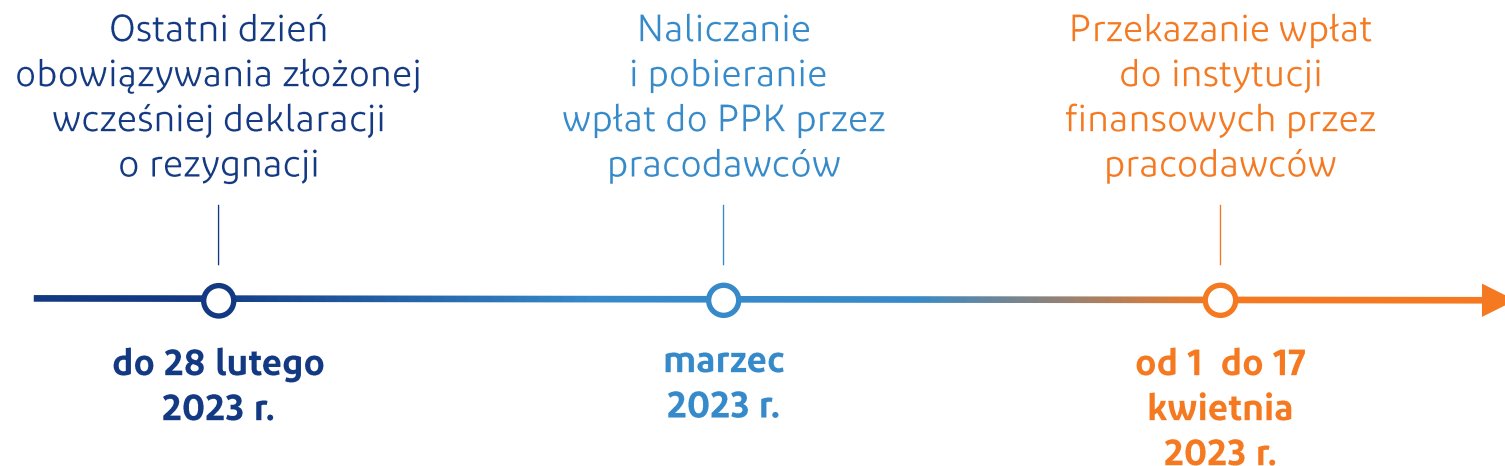 Ostatni dzień
obowiązywania złożonej
wcześniej deklaracji
o rezygnacji
do 28 lutego
2023 r.
Naliczanie
i pobieranie
wpłat do PPK przez
pracodawców
marzec
2023 r.
Przekazanie wpłat
do instytucji
finansowych przez
pracodawców
od 1 do 17
kwietnia
2023 r.